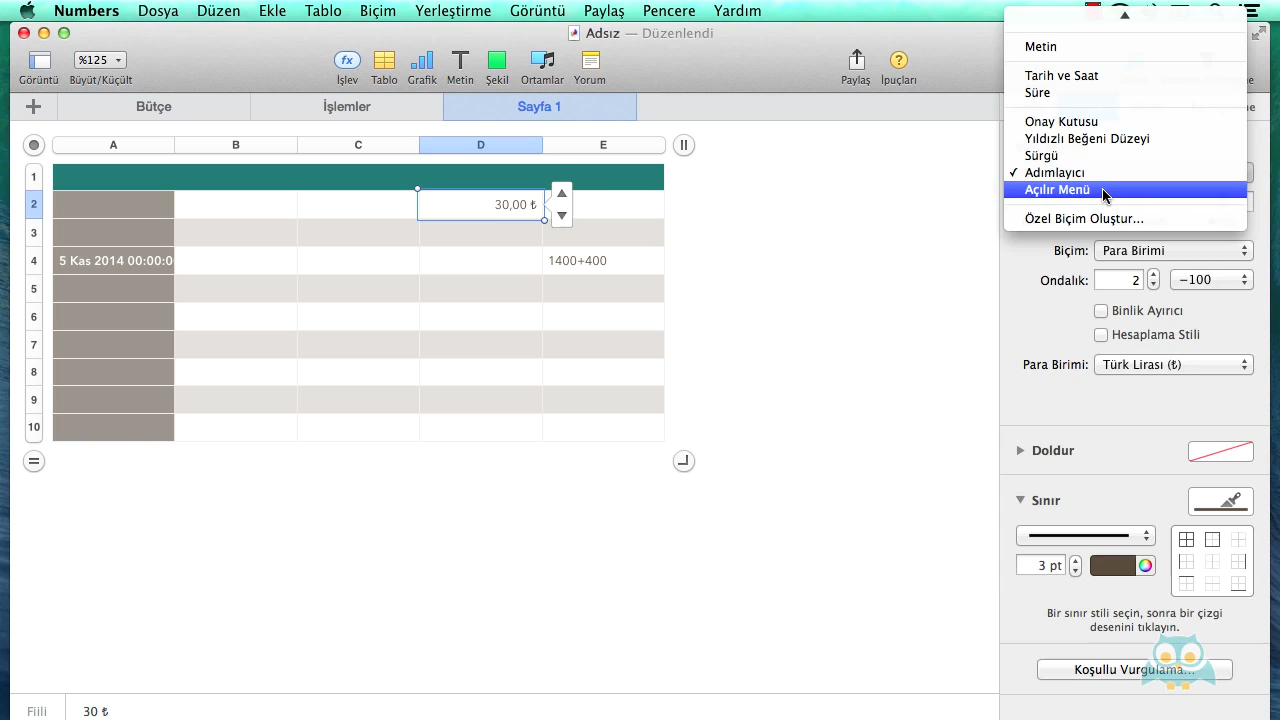 Numbers Dosya Düzen Ekle Tablo Biçim Yerleştirme Görüntü Paylaş Pencere Yardım
Adsız — Düzenlendi
%125
Görüntü Büyüt/Küçült İşlev Tablo Grafik Metin Şekil Ortamlar Yorum Paylaş İpuçları
Bütçe İşlemler Sayfa 1
A B C D E
1
2 30,00 ₺
3
4 5 Kas 2014 00:00:0 1400+400
5
6
7
8
9
10
Metin
Tarih ve Saat
Süre
Onay Kutusu
Yıldızlı Beğeni Düzeyi
Sürgü
✓ Adımlayıcı
Açılır Menü
Özel Biçim Oluştur...
Biçim: Para Birimi
Ondalık: 2 −100
Binlik Ayırıcı
Hesaplama Stili
Para Birimi: Türk Lirası (₺)
Doldur
Sınır
3 pt
Bir sınır stili seçin, sonra bir çizgi
desenini tıklayın.
Koşullu Vurgulama...
Fiili 30 ₺